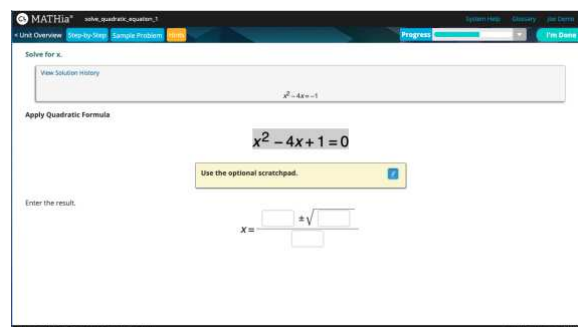 MATHia® solve_quadratic_equation_1 System Help Glossary Joe Demo
< Unit Overview Step-by-Step Sample Problem Hints Progress I'm Done
Solve for x.
View Solution History
x² – 4x = –1
Apply Quadratic Formula
x² – 4x + 1 = 0
Use the optional scratchpad.
Enter the result.
x = ± √